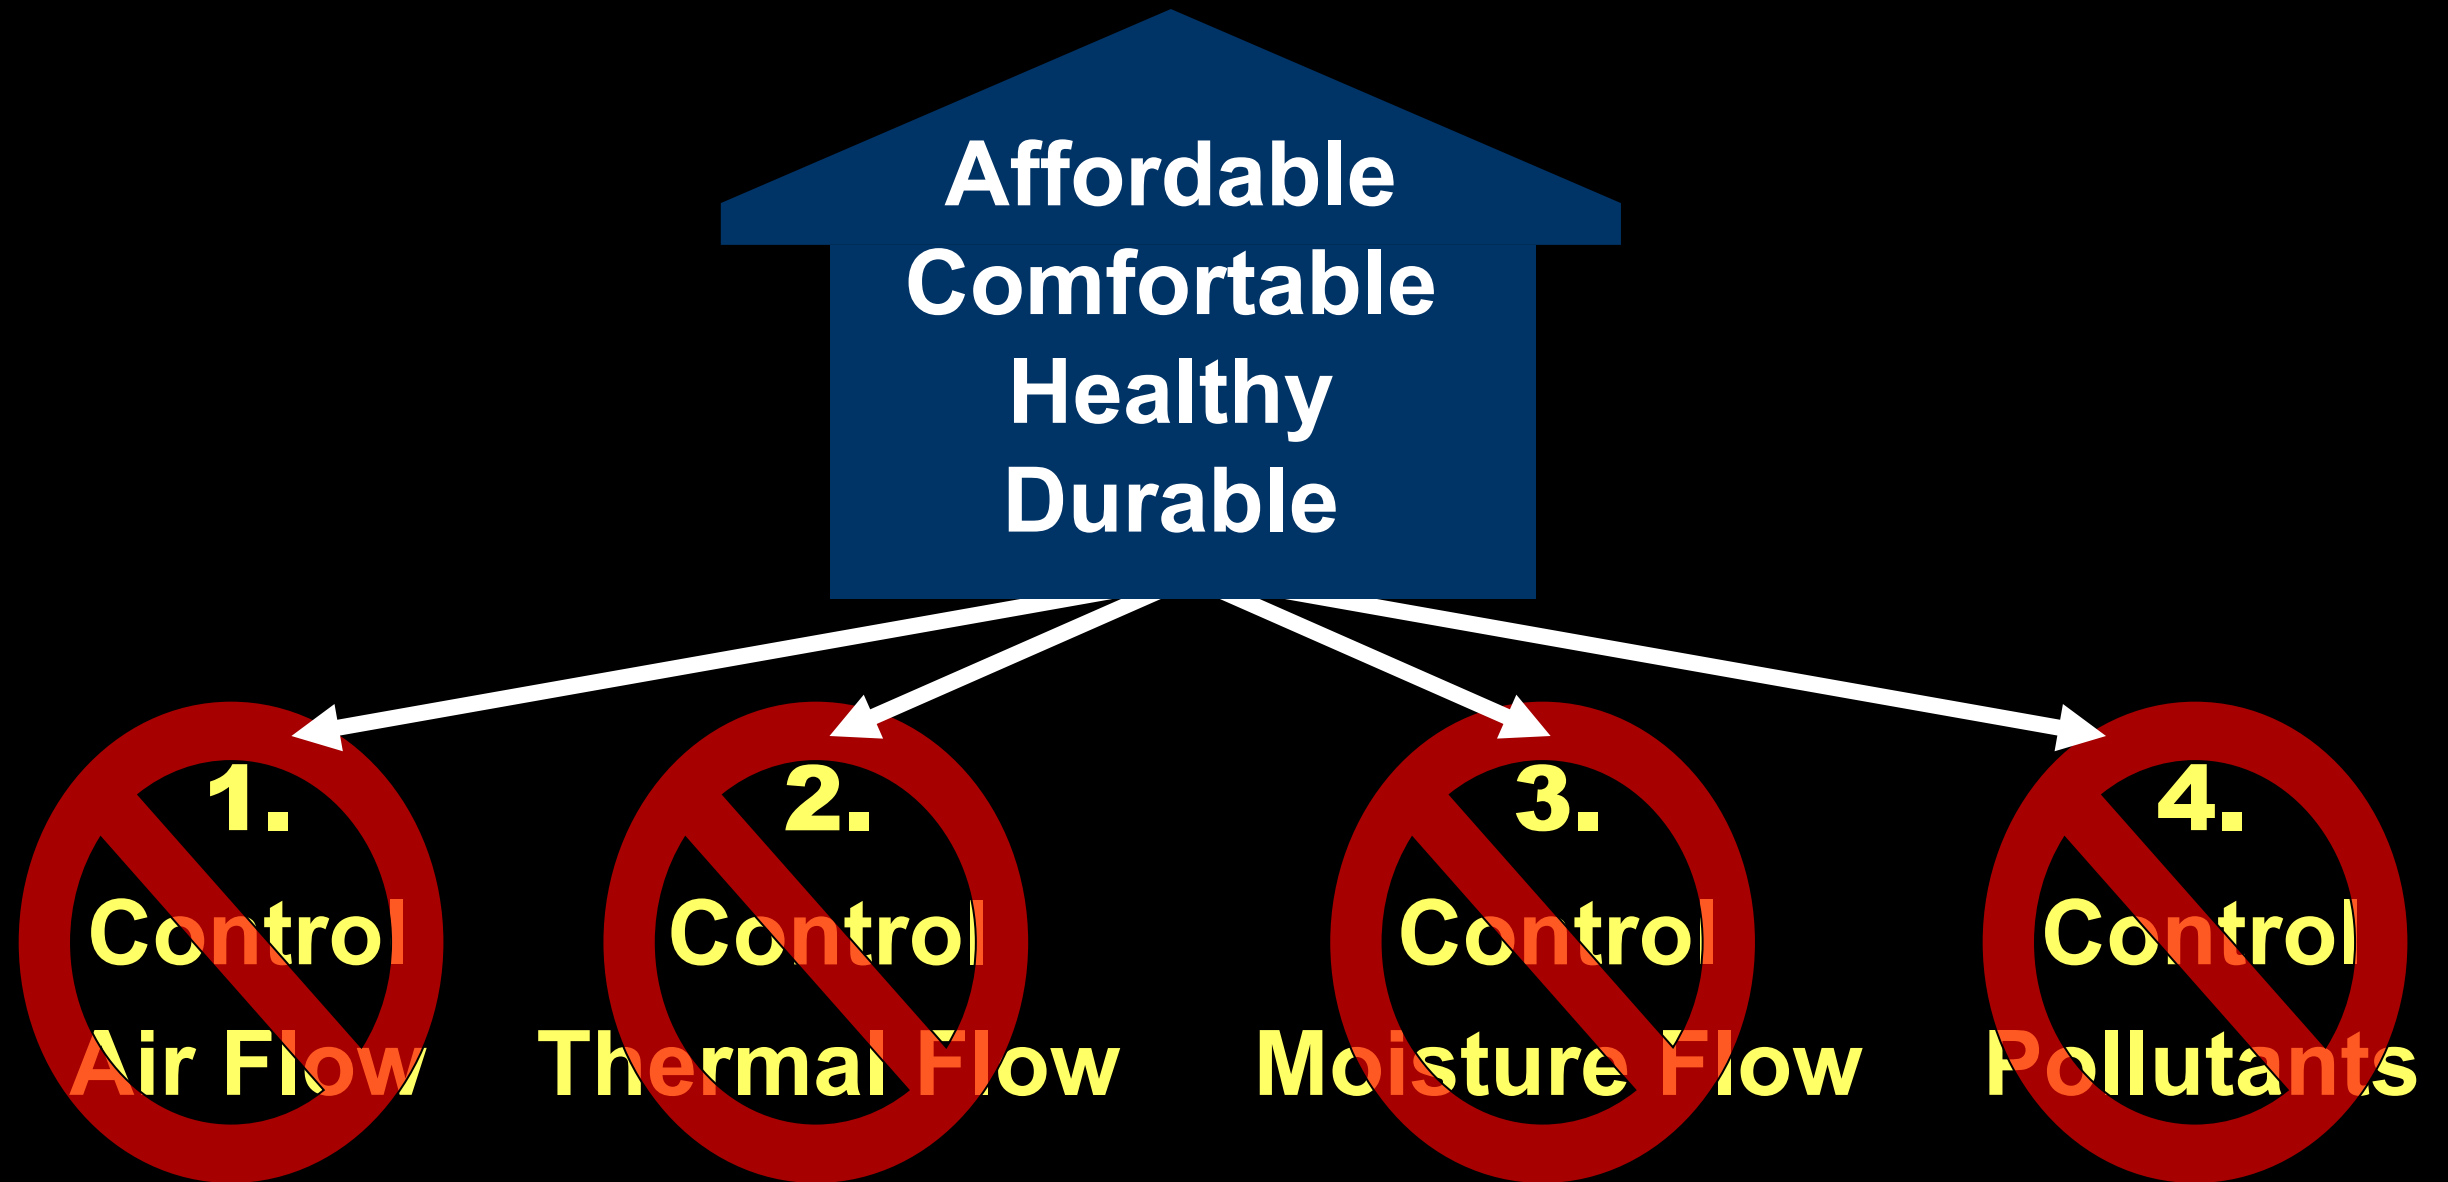 Affordable
Comfortable
Healthy
Durable
1.
Control
Air Flow
2.
Control
Thermal Flow
3.
Control
Moisture Flow
4.
Control
Pollutants